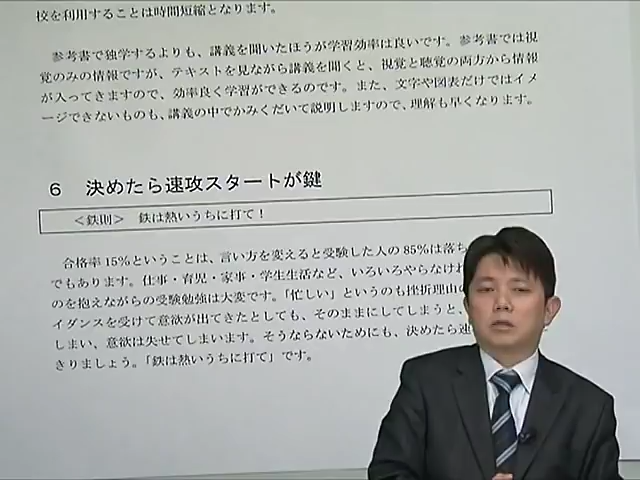 校を利用することは時間短縮となります。
参考書で独学するよりも、講義を聞いたほうが学習効率は良いです。参考書では視
覚のみの情報ですが、テキストを見ながら講義を聞くと、視覚と聴覚の両方から情報
が入ってきますので、効率良く学習ができるのです。また、文字や図表だけではイメ
ージできないものも、講義の中でかみくだいて説明しますので、理解も早くなります。
6 決めたら速攻スタートが鍵
＜鉄則＞ 鉄は熱いうちに打て！
合格率15%ということは、言い方を変えると受験した人の85%は落ち
でもあります。仕事・育児・家事・学生生活など、いろいろやらなけれ
のを抱えながらの受験勉強は大変です。「忙しい」というのも挫折理由の
イダンスを受けて意欲が出てきたとしても、そのままにしてしまうと、
しまい、意欲は失せてしまいます。そうならないためにも、決めたら速
きりましょう。「鉄は熱いうちに打て」です。